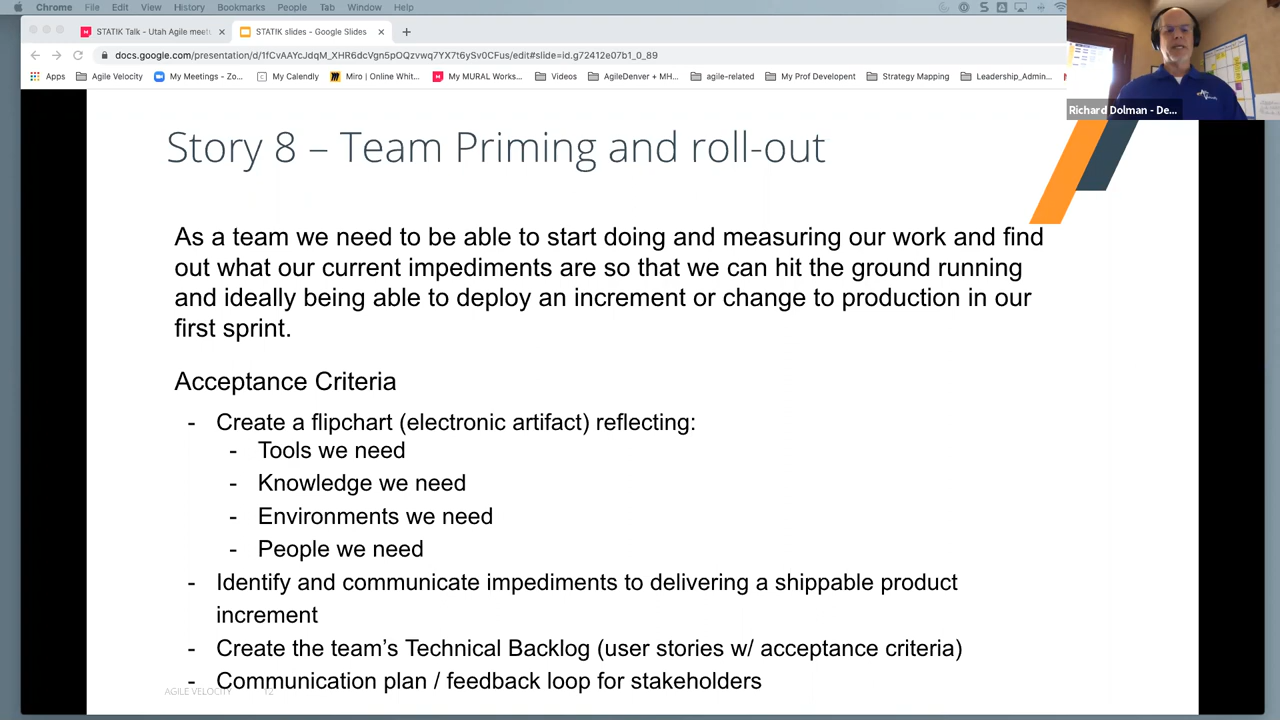 Chrome File Edit View History Bookmarks People Tab Window Help
STATIK Talk - Utah Agile meet
STATIK slides - Google Slides
docs.google.com/presentation/d/1fCvAAYcJdqM_XHR6doVzn5pOQzvwq7YX7t6jSv0CFus/edit#slide=id.g72412e07b1_0_89
Apps Agile Velocity My Meetings - Zo... My Calendly Miro | Online Whit... My MURAL Works... Videos AgileDenver + MH... agile-related My Prof Developent Strategy Mapping Leadership_Admin...
Richard Dolman - De...
Story 8 – Team Priming and roll-out
As a team we need to be able to start doing and measuring our work and find
out what our current impediments are so that we can hit the ground running
and ideally being able to deploy an increment or change to production in our
first sprint.
Acceptance Criteria
- Create a flipchart (electronic artifact) reflecting:
- Tools we need
- Knowledge we need
- Environments we need
- People we need
- Identify and communicate impediments to delivering a shippable product
increment
- Create the team's Technical Backlog (user stories w/ acceptance criteria)
- Communication plan / feedback loop for stakeholders
AGILE VELOCITY 12